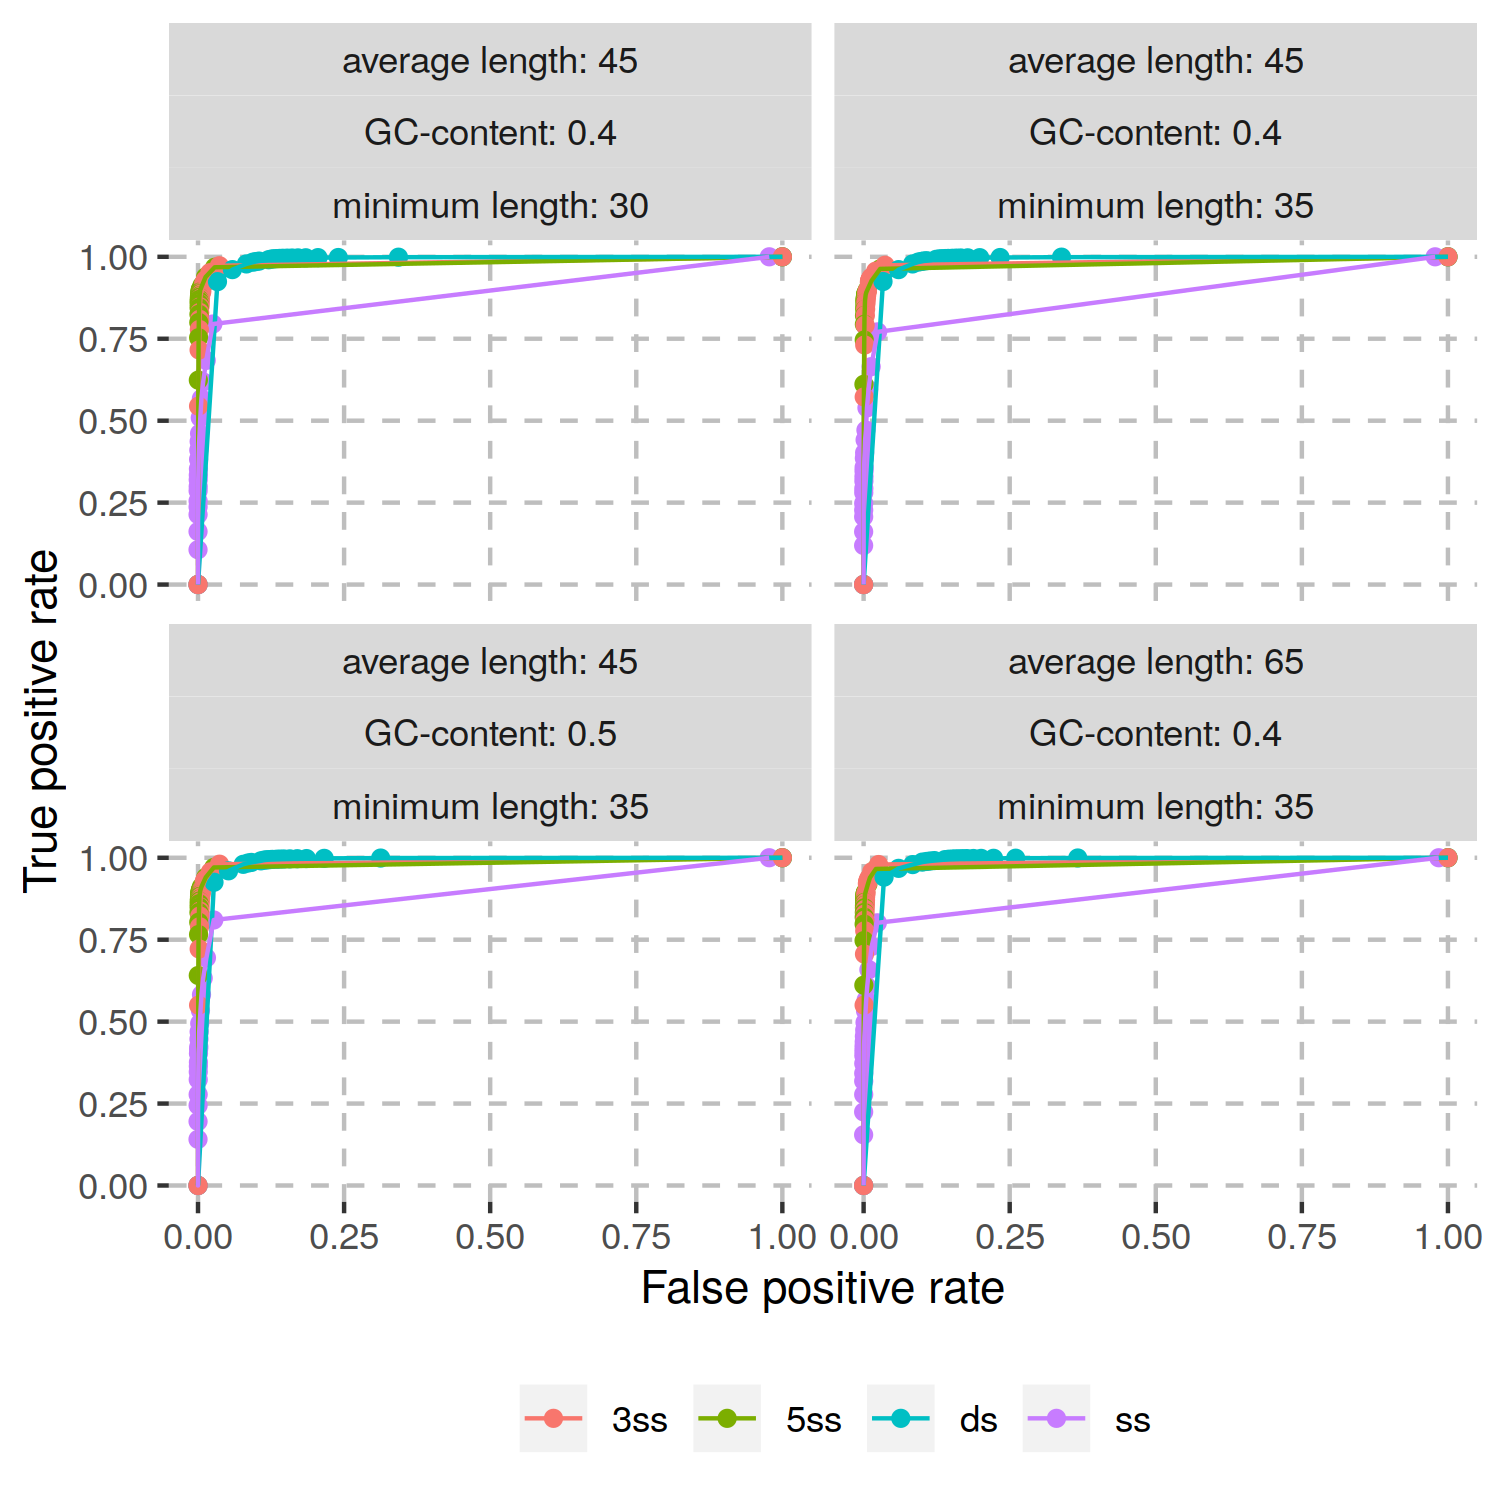 average length: 45
GC-content: 0.4
minimum length: 30
average length: 45
GC-content: 0.4
minimum length: 35
1.00
0.75
0.50
0.25
0.00
average length: 45
GC-content: 0.5
minimum length: 35
average length: 65
GC-content: 0.4
minimum length: 35
1.00
0.75
0.50
0.25
0.00
True positive rate
0.00 0.25 0.50 0.75 1.00 0.00 0.25 0.50 0.75 1.00
False positive rate
3ss 5ss ds ss